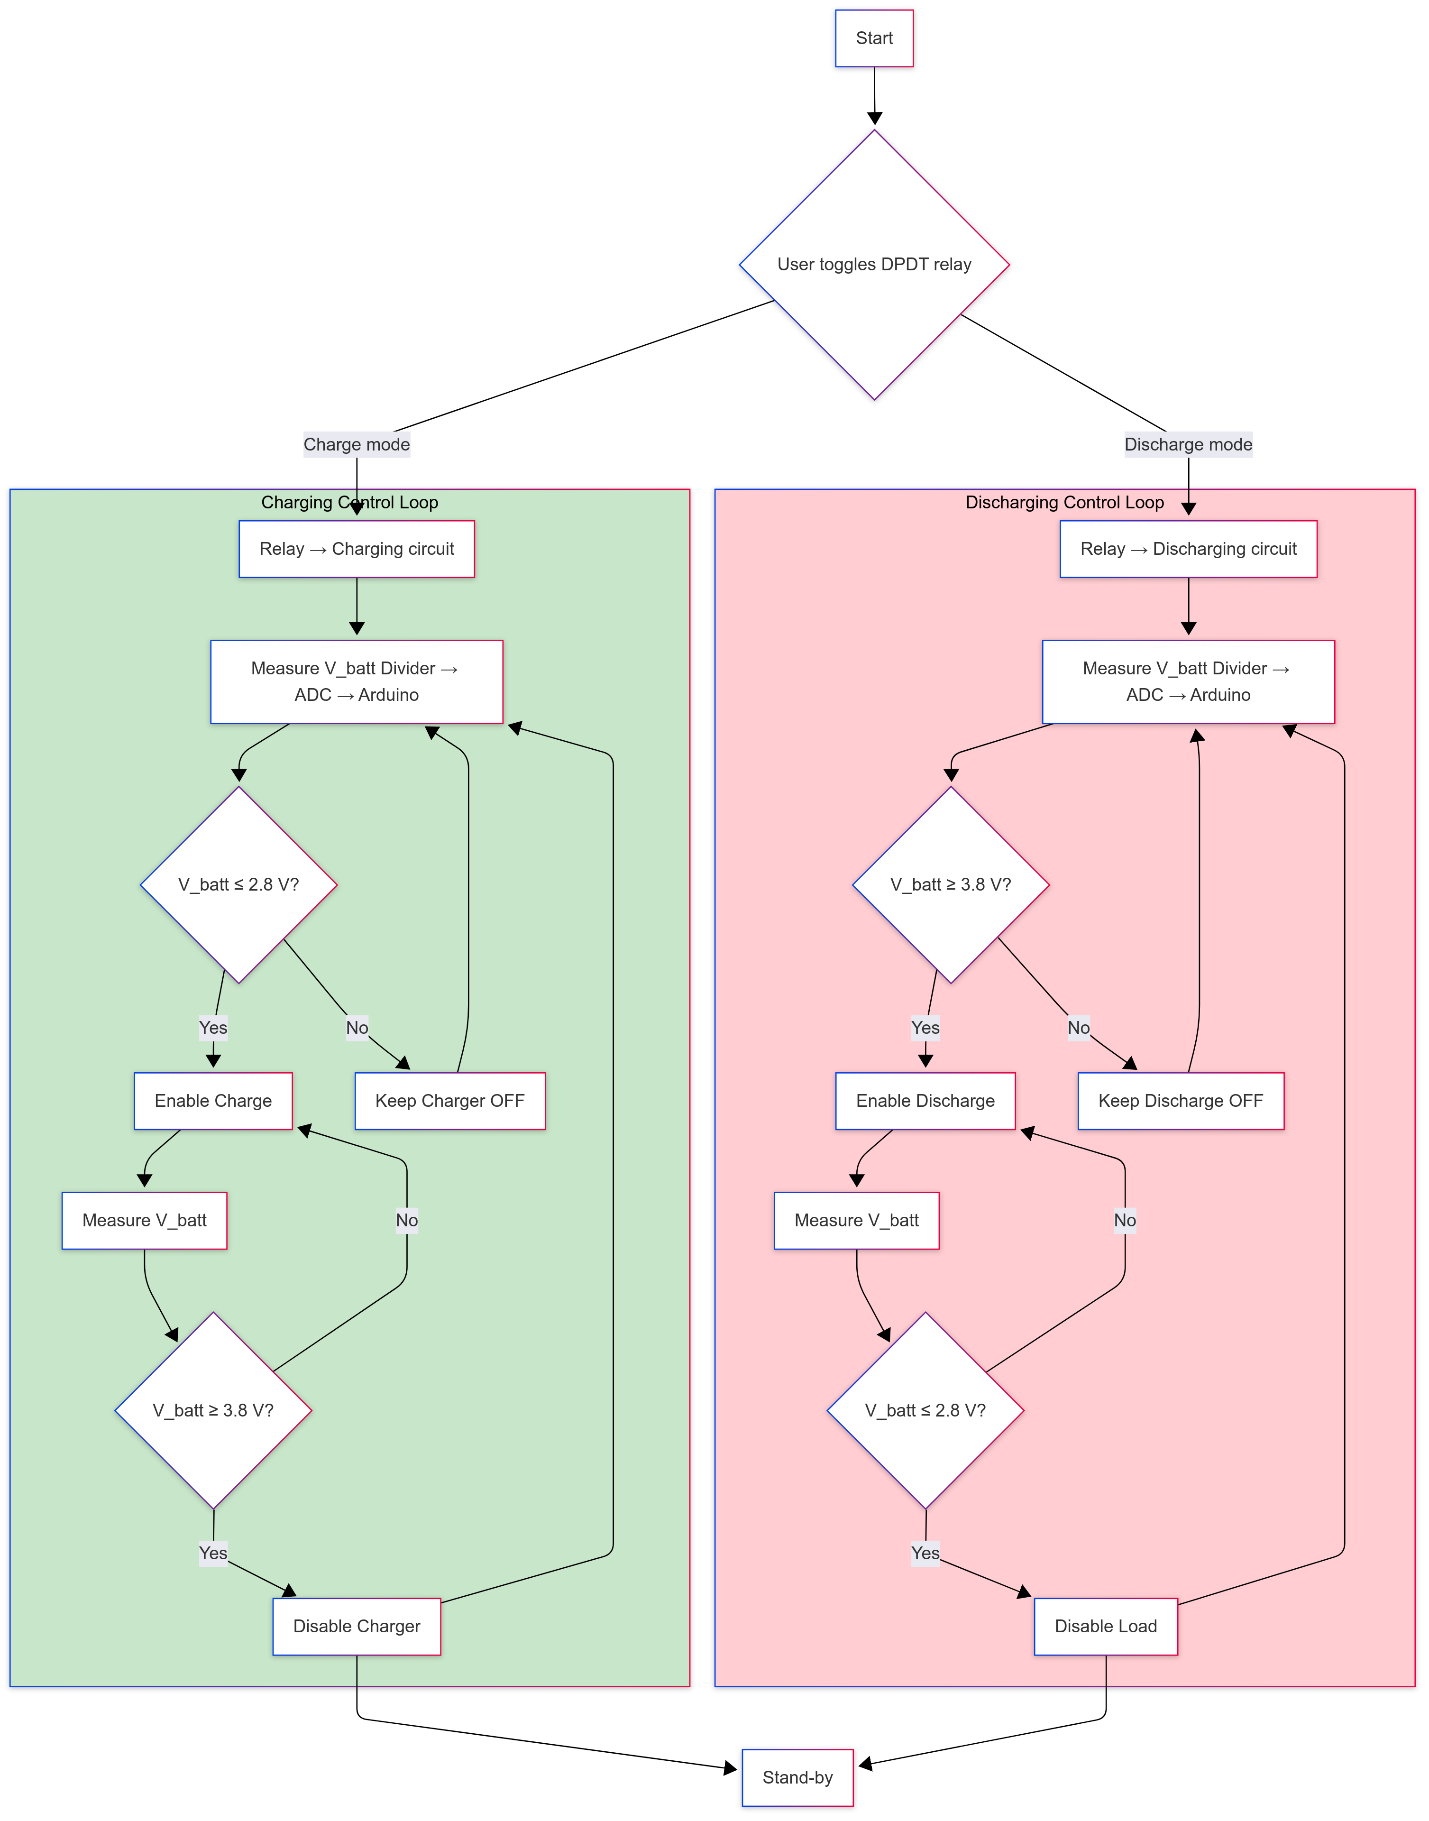 Start
User toggles DPDT relay
Charge mode
Discharge mode
Charging Control Loop
Relay → Charging circuit
Measure V_batt Divider →
ADC → Arduino
V_batt ≤ 2.8 V?
Yes
No
Enable Charge
Keep Charger OFF
Measure V_batt
No
V_batt ≥ 3.8 V?
Yes
Disable Charger
Discharging Control Loop
Relay → Discharging circuit
Measure V_batt Divider →
ADC → Arduino
V_batt ≥ 3.8 V?
Yes
No
Enable Discharge
Keep Discharge OFF
Measure V_batt
No
V_batt ≤ 2.8 V?
Yes
Disable Load
Stand-by